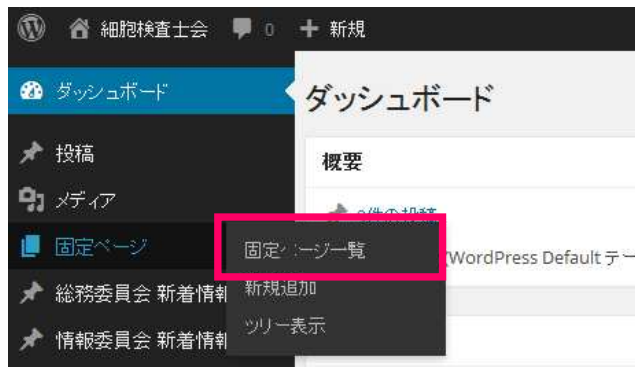 細胞検査士会 0 新規
ダッシュボード
ダッシュボード
投稿
概要
メディア
固定ページ
固定ページ一覧
WordPress Default テー
総務委員会 新着情報
新規追加
ツリー表示
情報委員会 新着情報